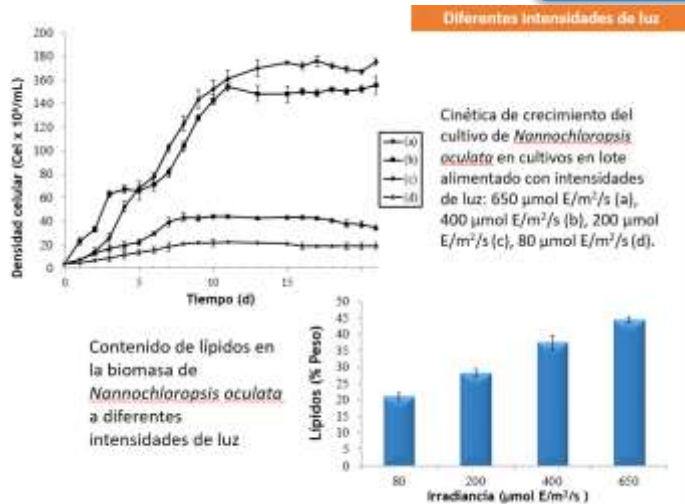 Diferentes intensidades de luz
200
180
160
140
120
100
80
60
40
20
0
Densidad celular (Cel x 10⁶/mL)
0
5
10
15
Tiempo (d)
(a)
(b)
(c)
(d)
Cinética de crecimiento del
cultivo de Nannochloropsis
oculata en cultivos en lote
alimentado con intensidades
de luz: 650 µmol E/m²/s (a),
400 µmol E/m²/s (b), 200 µmol
E/m²/s (c), 80 µmol E/m²/s (d).
Contenido de lípidos en
la biomasa de
Nannochloropsis oculata
a diferentes
intensidades de luz
50
45
40
35
30
25
20
15
10
5
0
Lípidos (% Peso)
80
200
400
650
Irradiancia (µmol E/m²/s )